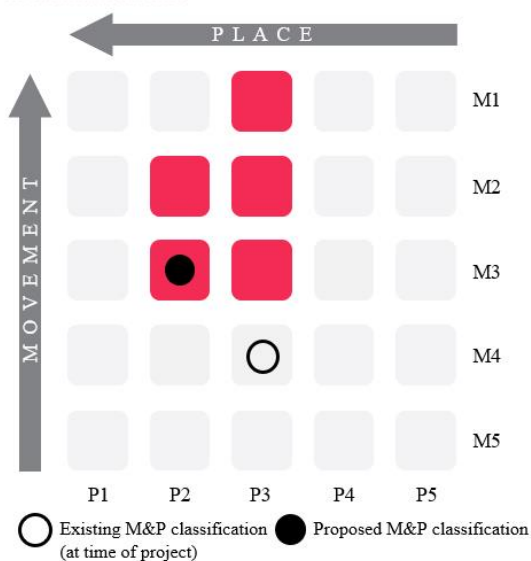 PLACE
MOVEMENT
M1
M2
M3
M4
M5
P1 P2 P3 P4 P5
Existing M&P classification
(at time of project)
Proposed M&P classification